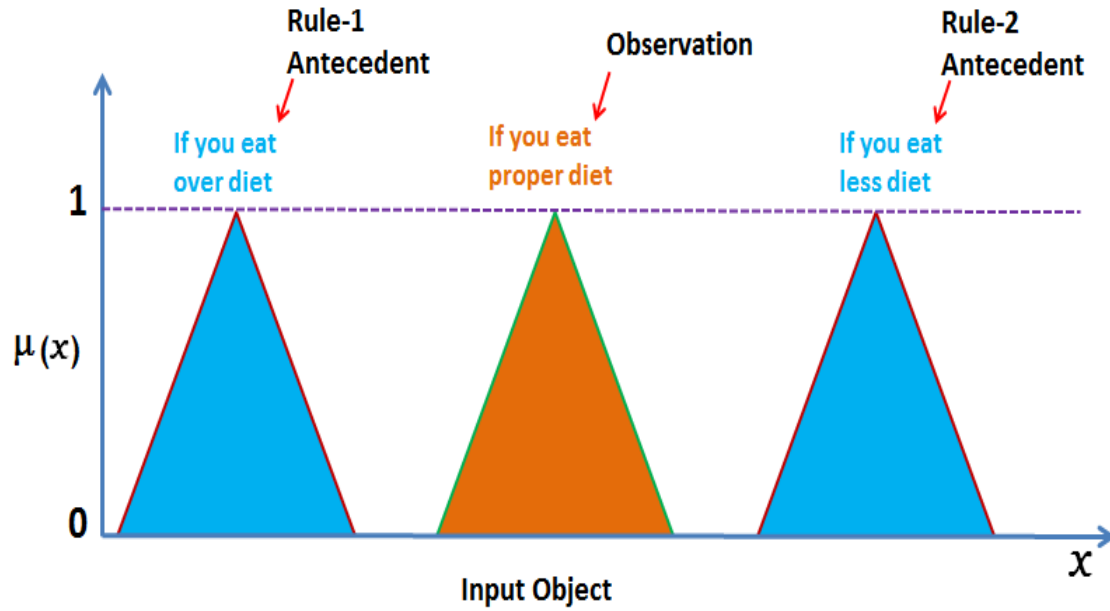 Rule-1
Antecedent
Observation
Rule-2
Antecedent
If you eat
over diet
If you eat
proper diet
If you eat
less diet
1
μ(x)
0
x
Input Object